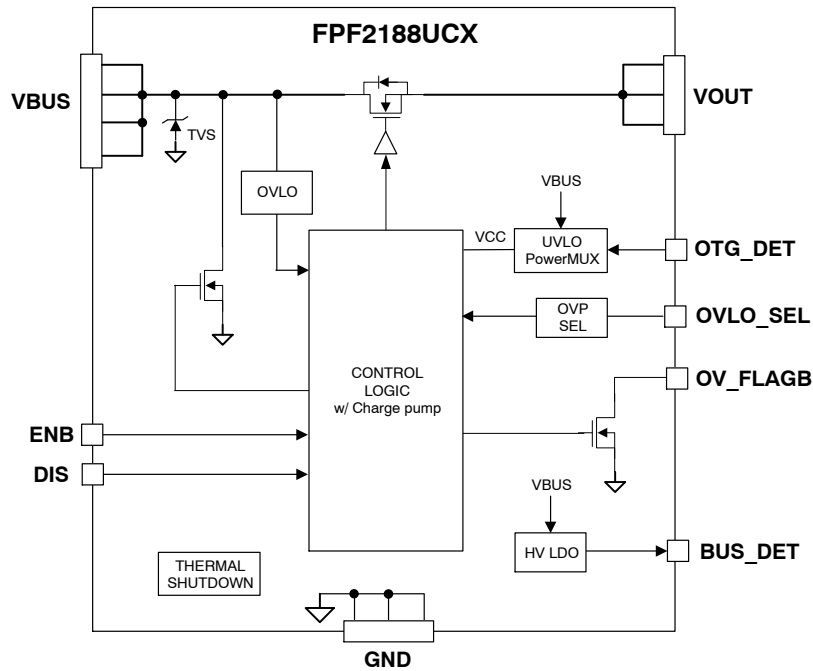 FPF2188UCX
VBUS
VOUT
TVS
OVLO
VBUS
VCC
UVLO
PowerMUX
OTG_DET
OVP
SEL
OVLO_SEL
OV_FLAGB
CONTROL
LOGIC
w/ Charge pump
ENB
DIS
VBUS
HV LDO
BUS_DET
THERMAL
SHUTDOWN
GND